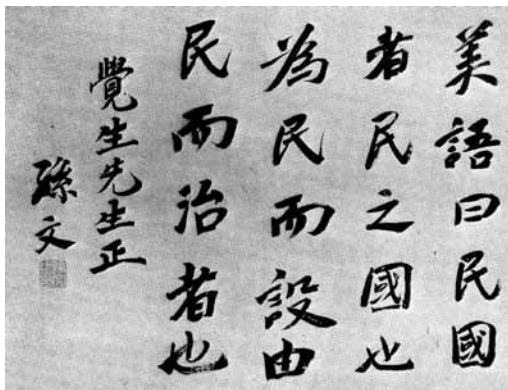 美語曰民國
者民之國也
為民而設由
民而治者也
覺生先生正
孫文